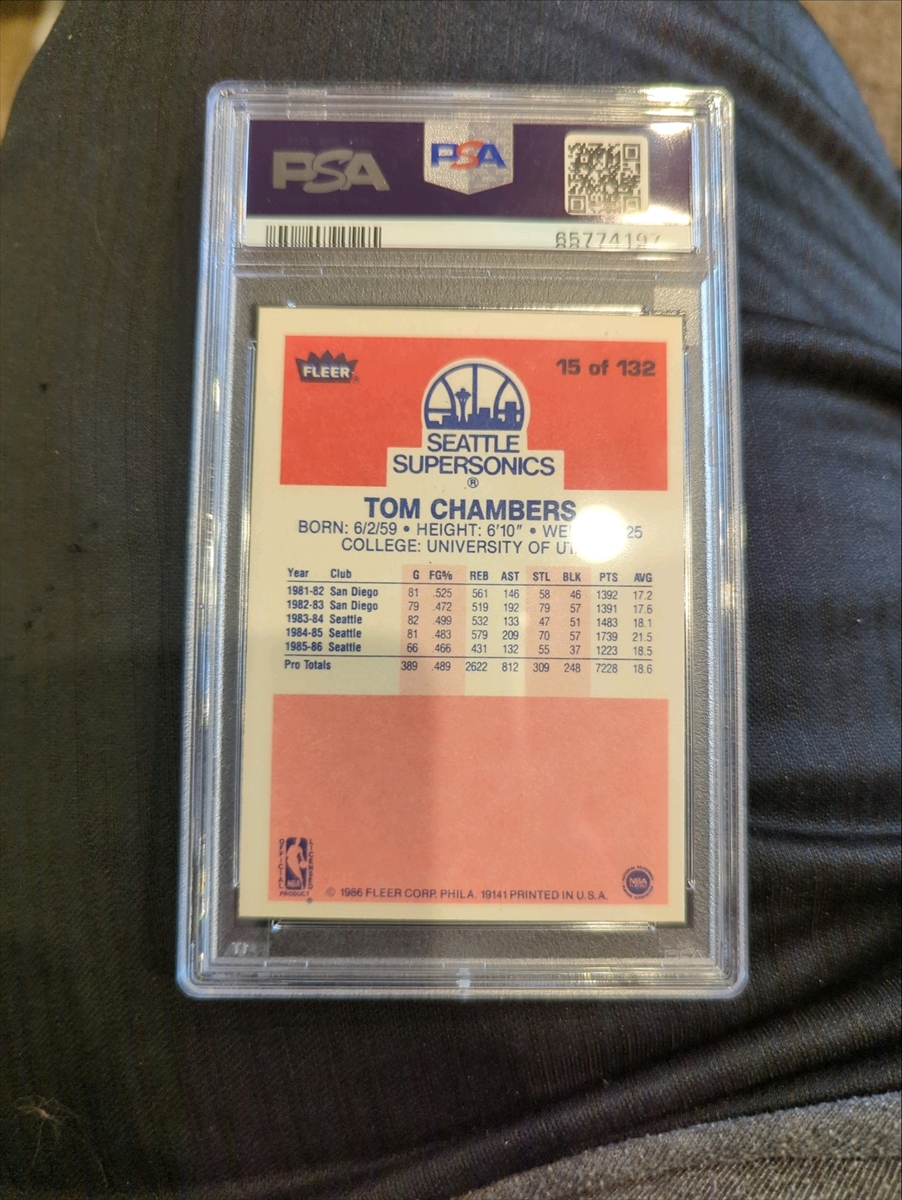 PSA PSA
65774197
FLEER® 15 of 132
SEATTLE
SUPERSONICS
®
TOM CHAMBERS
BORN: 6/2/59 • HEIGHT: 6'10" • 25
COLLEGE: UNIVERSITY OF
Year Club G FG% REB AST STL BLK PTS AVG
1981-82 San Diego 81 .525 561 146 58 46 1392 17.2
1982-83 San Diego 79 .472 519 192 79 57 1391 17.6
1983-84 Seattle 82 .499 532 133 47 51 1483 18.1
1984-85 Seattle 81 .483 579 209 70 57 1739 21.5
1985-86 Seattle 66 .466 431 132 55 37 1223 18.5
Pro Totals 389 .489 2622 812 309 248 7228 18.6
OFFICIAL LICENSED
NBA
PRODUCT®
© 1986 FLEER CORP. PHILA. 19141 PRINTED IN U.S.A.